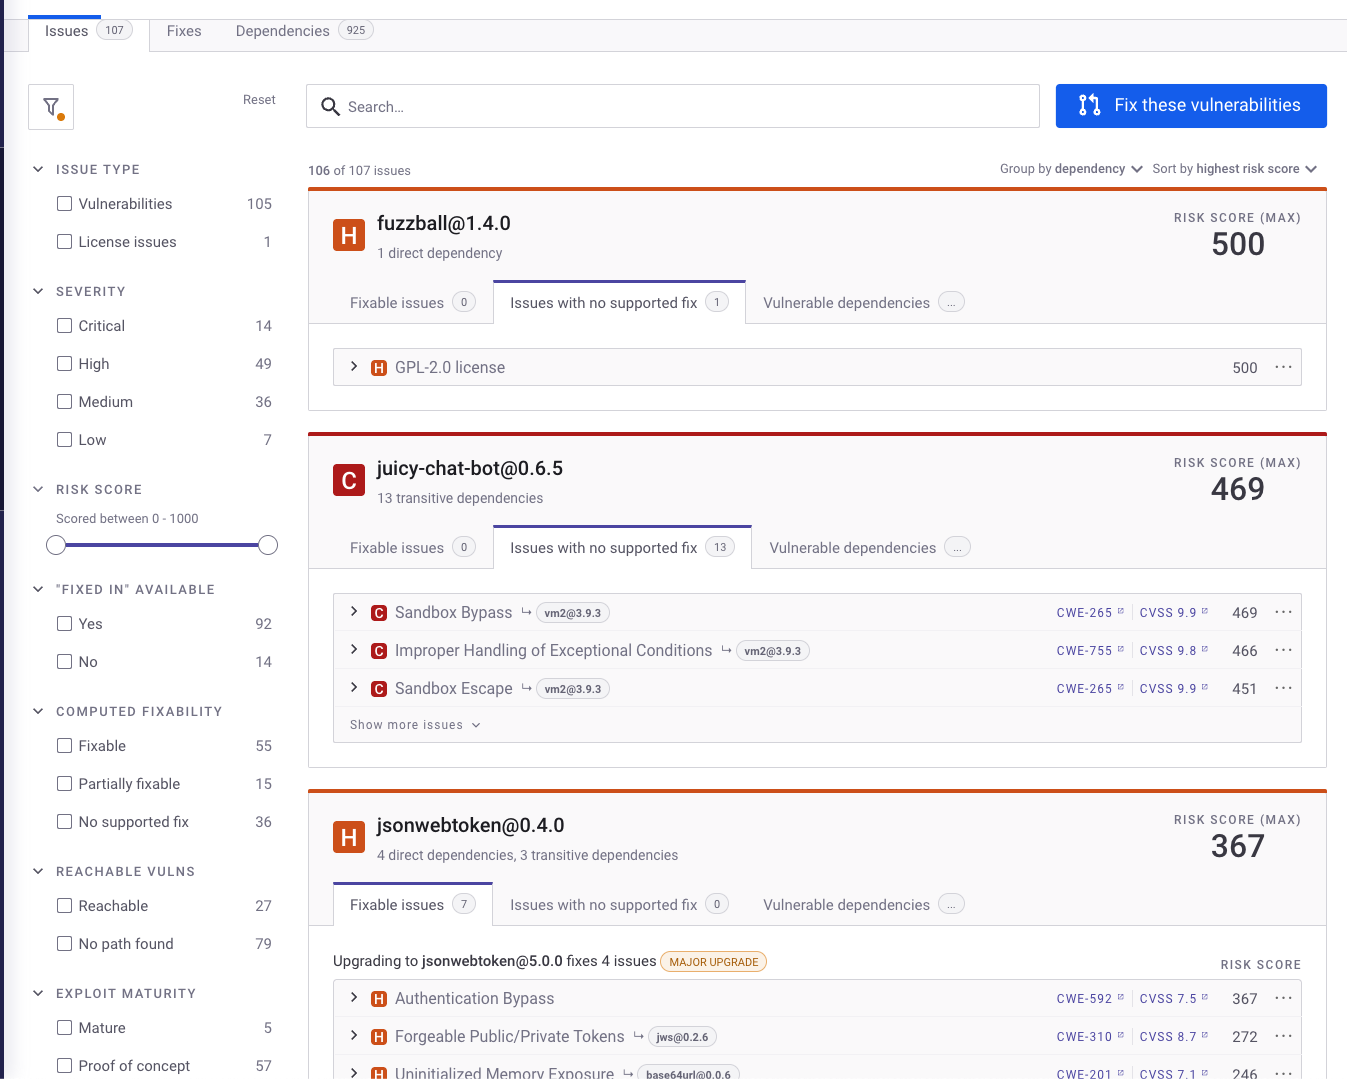 Issues 107 Fixes Dependencies 925
Reset Search... Fix these vulnerabilities
106 of 107 issues Group by dependency Sort by highest risk score
ISSUE TYPE
Vulnerabilities 105
License issues 1
SEVERITY
Critical 14
High 49
Medium 36
Low 7
RISK SCORE
Scored between 0 - 1000
"FIXED IN" AVAILABLE
Yes 92
No 14
COMPUTED FIXABILITY
Fixable 55
Partially fixable 15
No supported fix 36
REACHABLE VULNS
Reachable 27
No path found 79
EXPLOIT MATURITY
Mature 5
Proof of concept 57
H fuzzball@1.4.0 RISK SCORE (MAX)
1 direct dependency 500
Fixable issues 0 Issues with no supported fix 1 Vulnerable dependencies ...
H GPL-2.0 license 500 ...
C juicy-chat-bot@0.6.5 RISK SCORE (MAX)
13 transitive dependencies 469
Fixable issues 0 Issues with no supported fix 13 Vulnerable dependencies ...
C Sandbox Bypass vm2@3.9.3 CWE-265 CVSS 9.9 469 ...
C Improper Handling of Exceptional Conditions vm2@3.9.3 CWE-755 CVSS 9.8 466 ...
C Sandbox Escape vm2@3.9.3 CWE-265 CVSS 9.9 451 ...
Show more issues
H jsonwebtoken@0.4.0 RISK SCORE (MAX)
4 direct dependencies, 3 transitive dependencies 367
Fixable issues 7 Issues with no supported fix 0 Vulnerable dependencies ...
Upgrading to jsonwebtoken@5.0.0 fixes 4 issues MAJOR UPGRADE RISK SCORE
H Authentication Bypass CWE-592 CVSS 7.5 367 ...
H Forgeable Public/Private Tokens jws@0.2.6 CWE-310 CVSS 8.7 272 ...
H Uninitialized Memory Exposure base64url@0.0.6 CWE-201 CVSS 7.1 246 ...